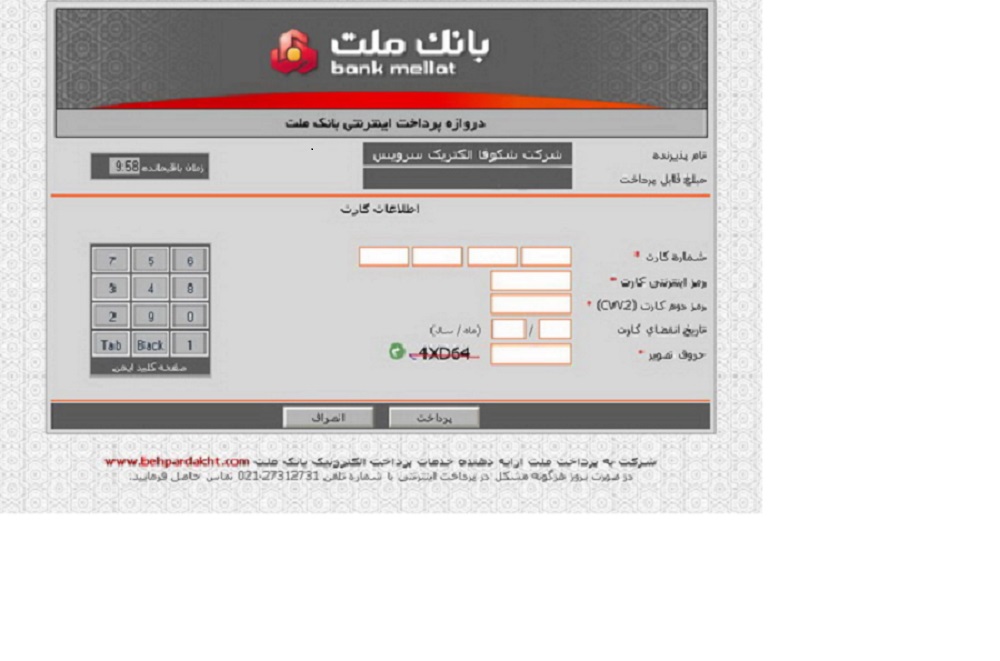 بانک ملت
bank mellat
دروازه پرداخت اینترنتی بانک ملت
نام پذیرنده شرکت شکوفا الکتریک سرویس
زمان باقیمانده 9:58
مبلغ قابل پرداخت
اطلاعات کارت
شماره کارت *
رمز اینترنتی کارت *
رمز دوم کارت (CVV2) *
تاریخ انقضای کارت / (ماه / سال)
حروف تصویر * 4XD64
7 5 6
3 4 8
2 9 0
Tab Back 1
صفحه کلید ایمن
پرداخت انصراف
شرکت به پرداخت ملت ارایه دهنده خدمات پرداخت الکترونیک بانک ملت www.behpardakht.com
در صورت بروز هرگونه مشکل در پرداخت اینترنتی با شماره تلفن 021-27312731 تماس حاصل فرمایید.